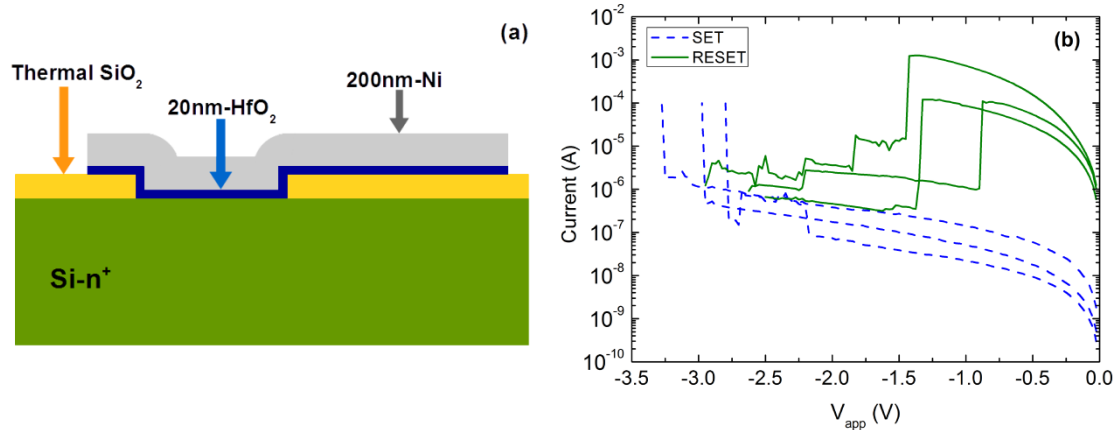 (a)
Thermal SiO₂
200nm-Ni
20nm-HfO₂
Si-n⁺
(b)
SET
RESET
Current (A)
10⁻²
10⁻³
10⁻⁴
10⁻⁵
10⁻⁶
10⁻⁷
10⁻⁸
10⁻⁹
10⁻¹⁰
-3.5 -3.0 -2.5 -2.0 -1.5 -1.0 -0.5 0.0
V_app (V)